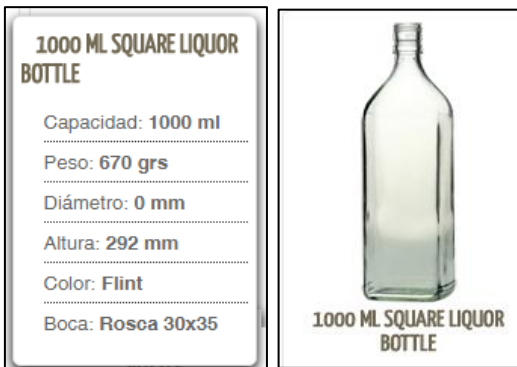 1000 ML SQUARE LIQUOR
BOTTLE
Capacidad: 1000 ml
Peso: 670 grs
Diámetro: 0 mm
Altura: 292 mm
Color: Flint
Boca: Rosca 30x35
1000 ML SQUARE LIQUOR
BOTTLE